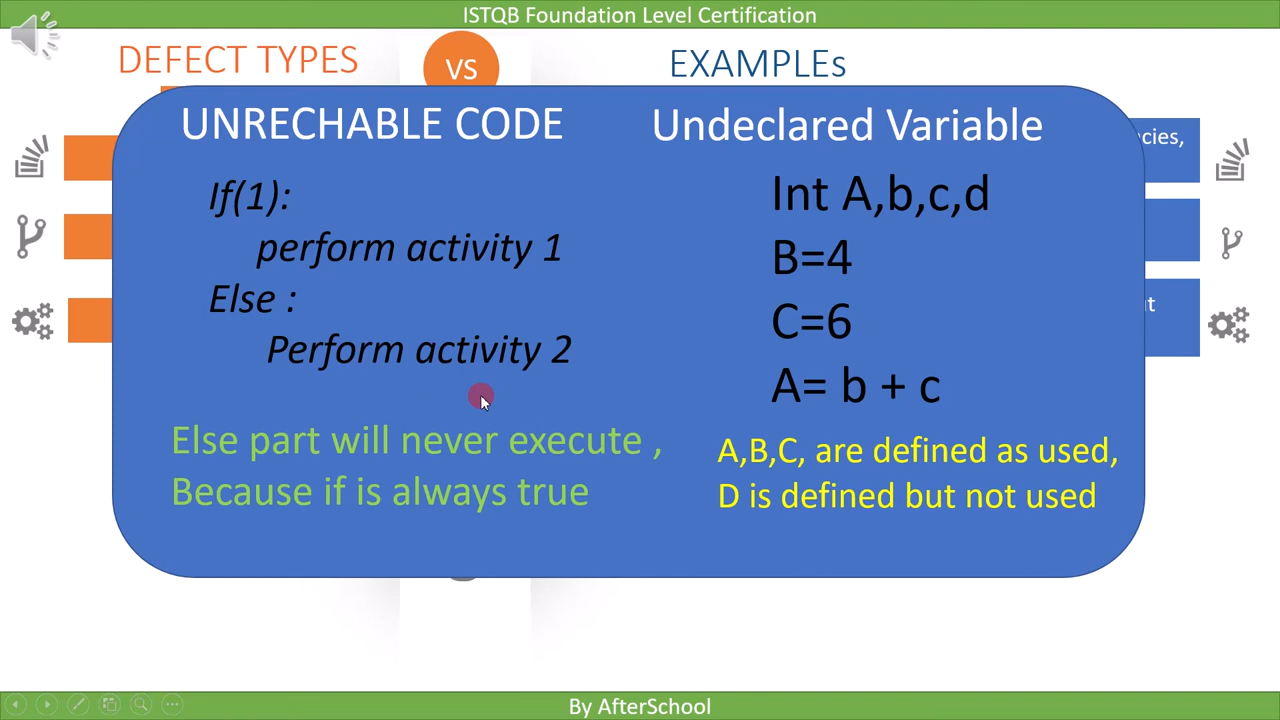 ISTQB Foundation Level Certification
DEFECT TYPES
VS
EXAMPLEs
UNRECHABLE CODE
If(1):
perform activity 1
Else :
Perform activity 2
Else part will never execute ,
Because if is always true
Undeclared Variable
Int A,b,c,d
B=4
C=6
A= b + c
A,B,C, are defined as used,
D is defined but not used
By AfterSchool